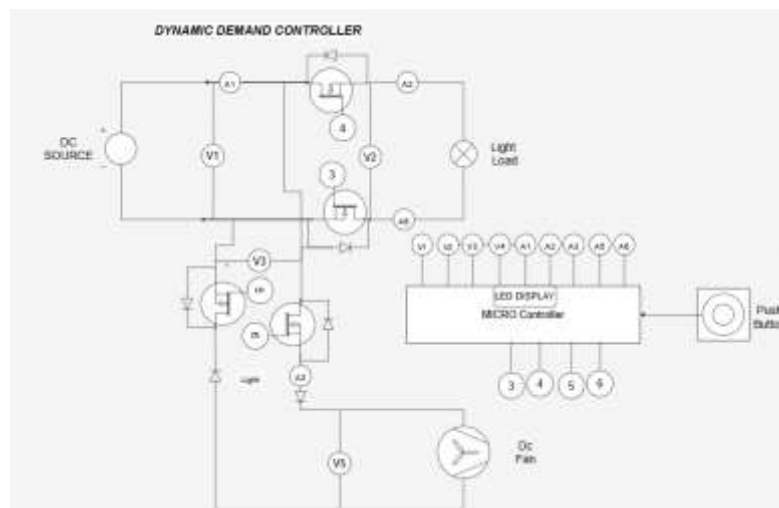 DYNAMIC DEMAND CONTROLLER
A1
A2
4
DC
SOURCE
+
V1
V2
Light
Load
3
A5
V1
V2
V3
V4
A1
A2
A3
A5
A6
V3
LED DISPLAY
MICRO Controller
Push
Button
Light
A3
3
4
5
6
V5
Dc
Fan